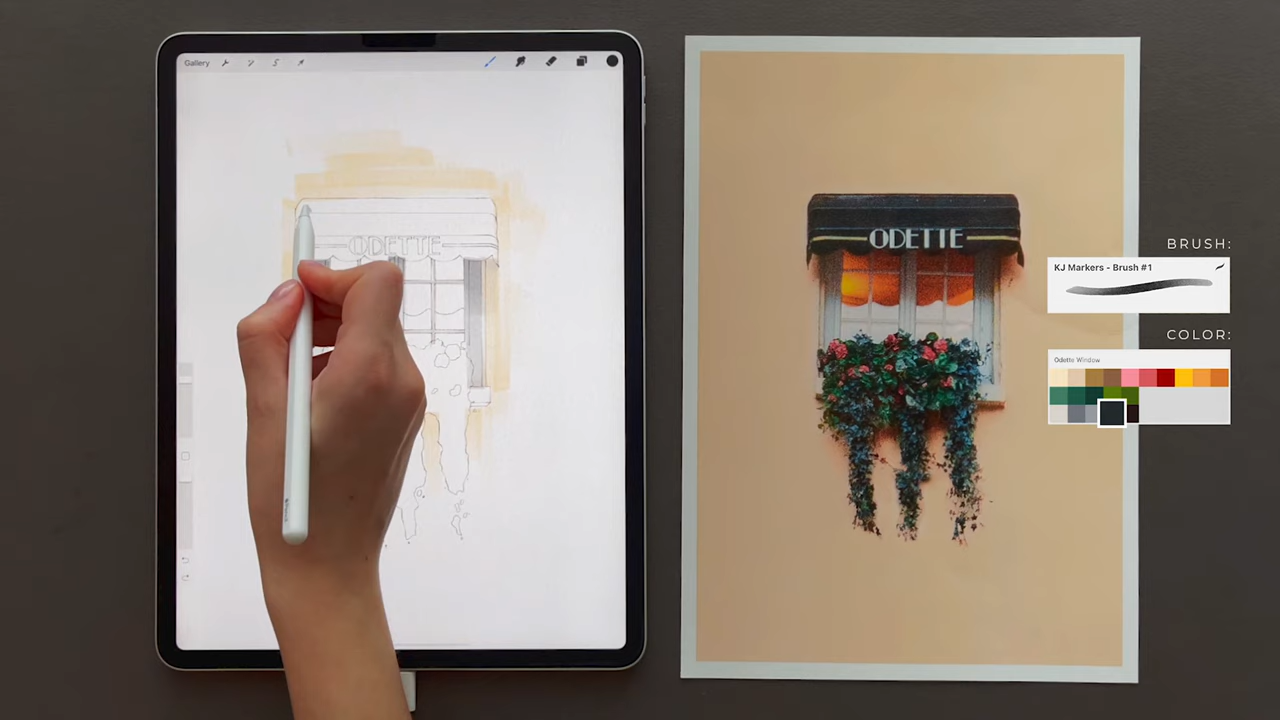 Gallery
ODETTE
ODETTE
BRUSH:
KJ Markers - Brush #1
COLOR:
Odette Window